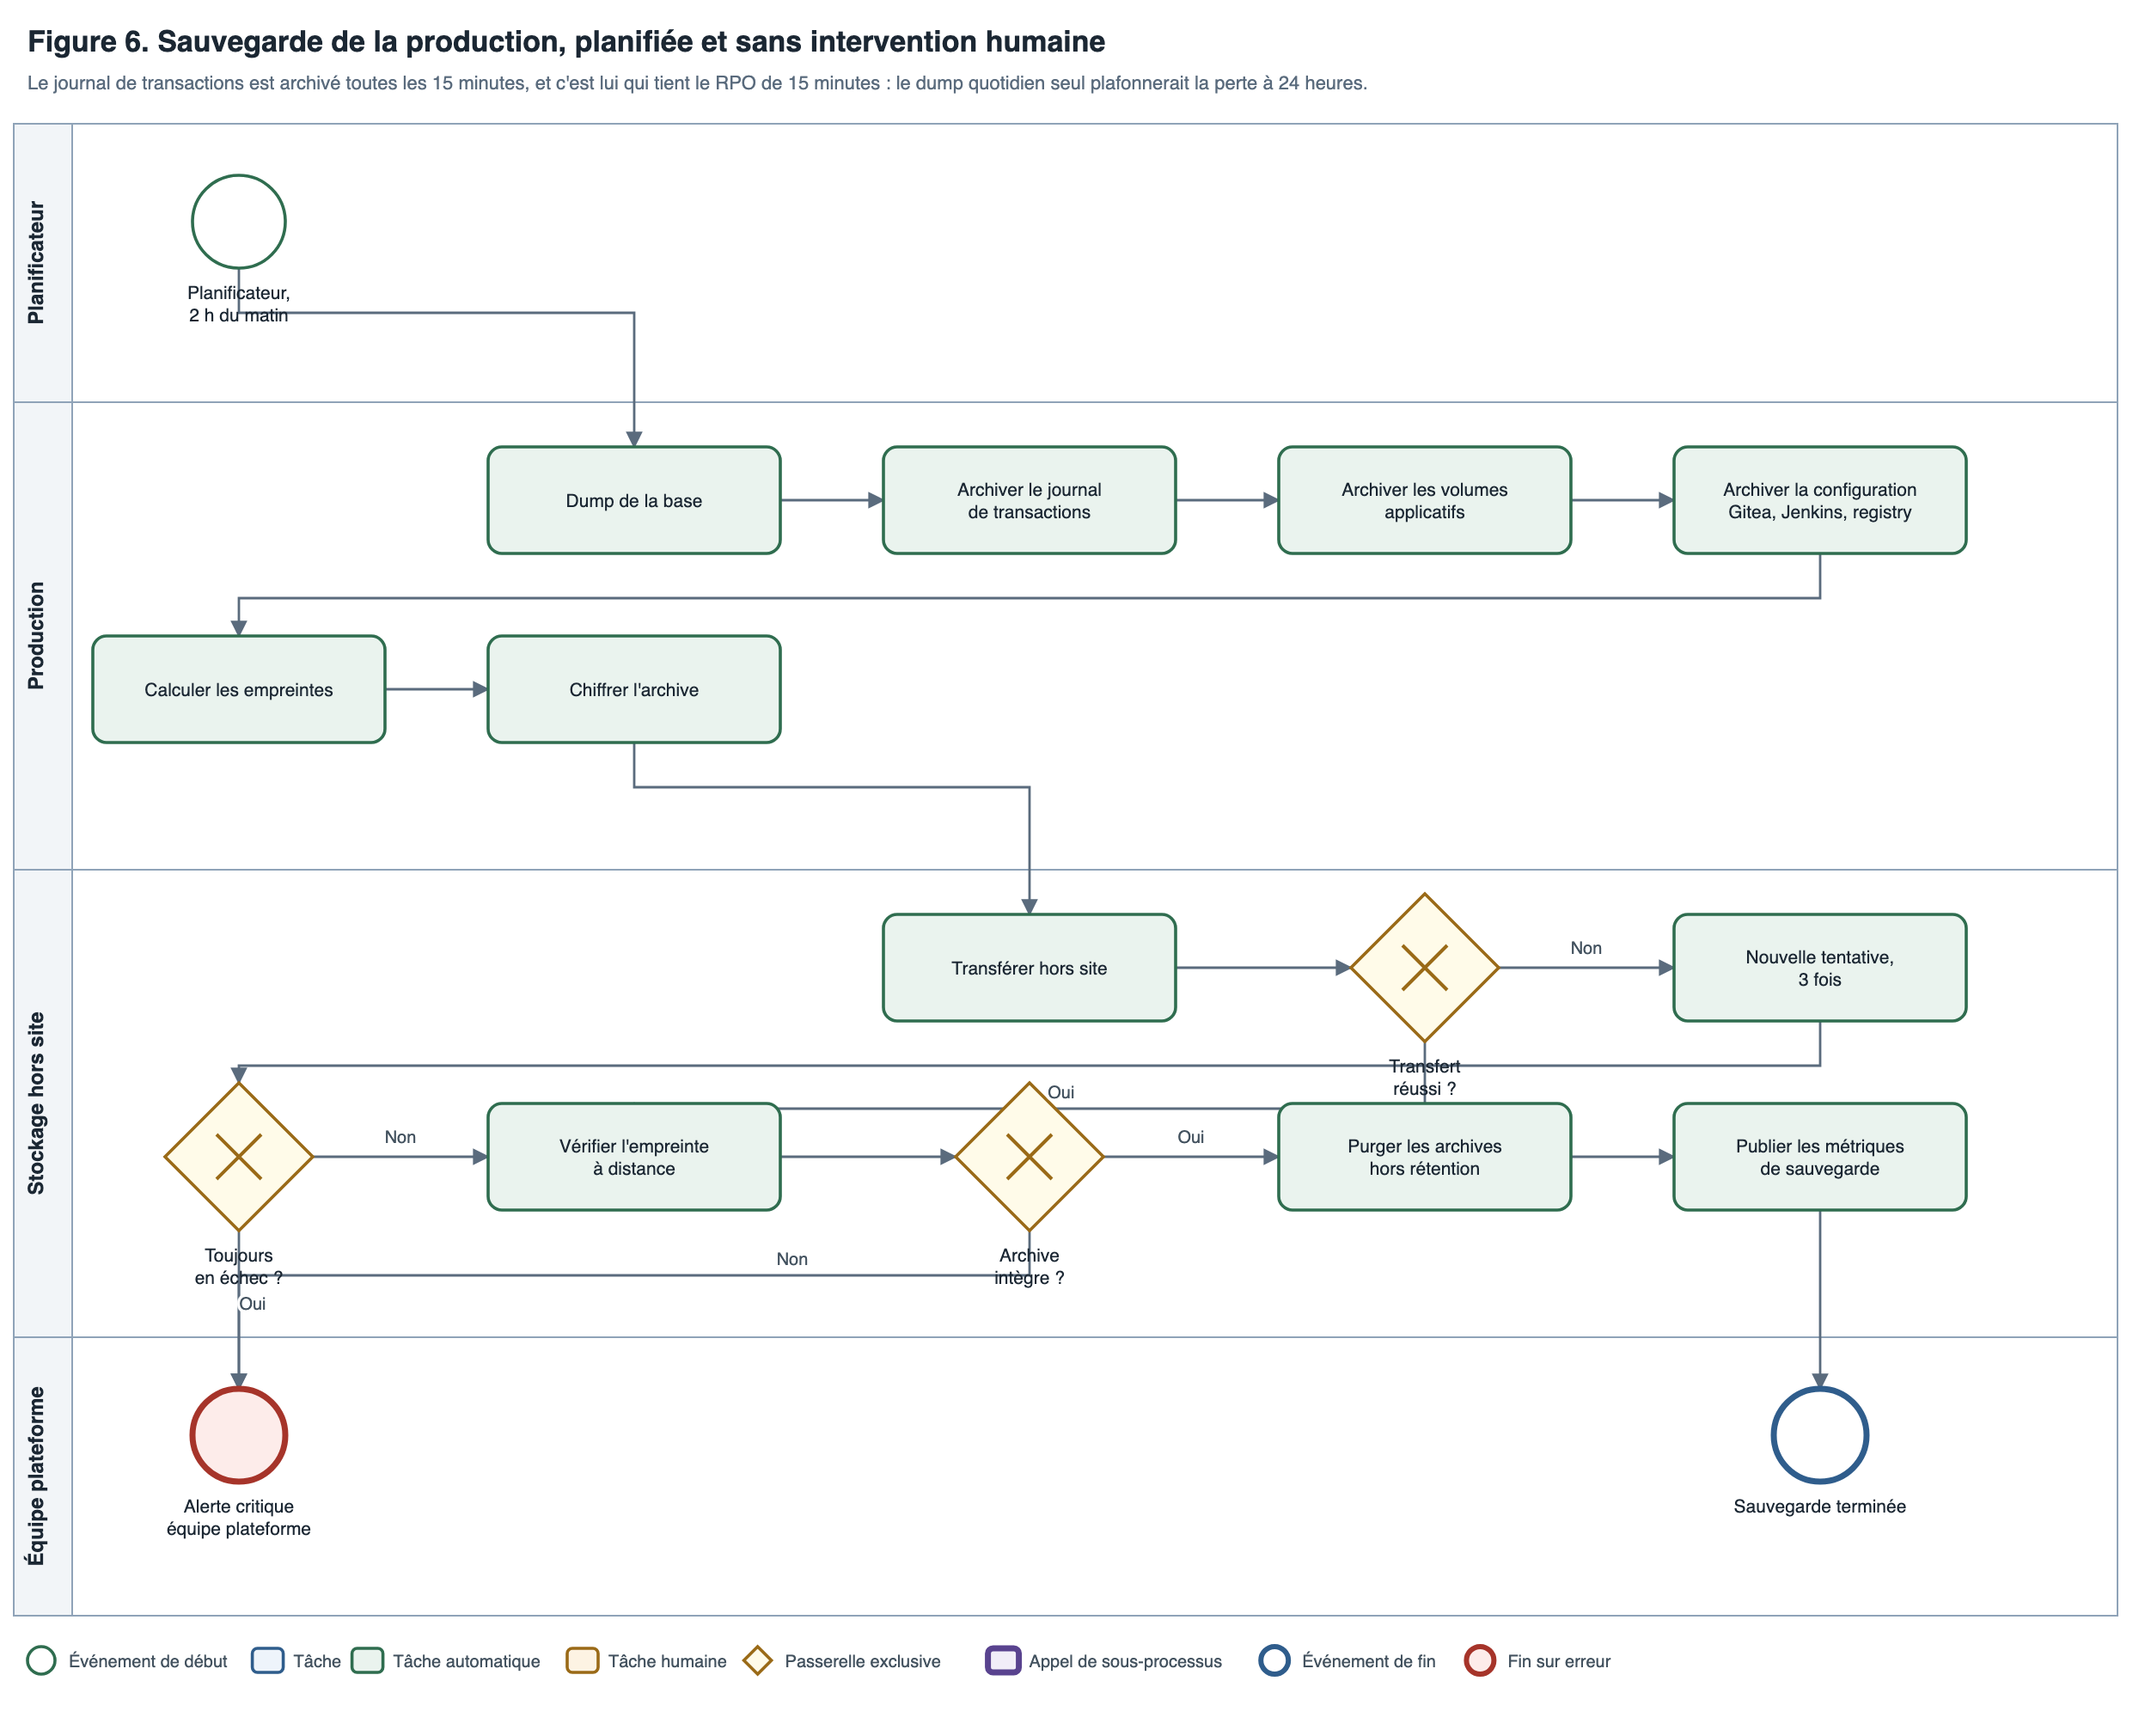 Figure 6. Sauvegarde de la production, planifiée et sans intervention humaine
Le journal de transactions est archivé toutes les 15 minutes, et c'est lui qui tient le RPO de 15 minutes : le dump quotidien seul plafonnerait la perte à 24 heures.
Planificateur
Planificateur,
2 h du matin
Production
Dump de la base
Archiver le journal
de transactions
Archiver les volumes
applicatifs
Archiver la configuration
Gitea, Jenkins, registry
Calculer les empreintes
Chiffrer l'archive
Stockage hors site
Transférer hors site
Transfert
réussi ?
Non
Nouvelle tentative,
3 fois
Oui
Toujours
en échec ?
Non
Vérifier l'empreinte
à distance
Archive
intègre ?
Oui
Purger les archives
hors rétention
Publier les métriques
de sauvegarde
Non
Oui
Équipe plateforme
Alerte critique
équipe plateforme
Sauvegarde terminée
Événement de début
Tâche
Tâche automatique
Tâche humaine
Passerelle exclusive
Appel de sous-processus
Événement de fin
Fin sur erreur